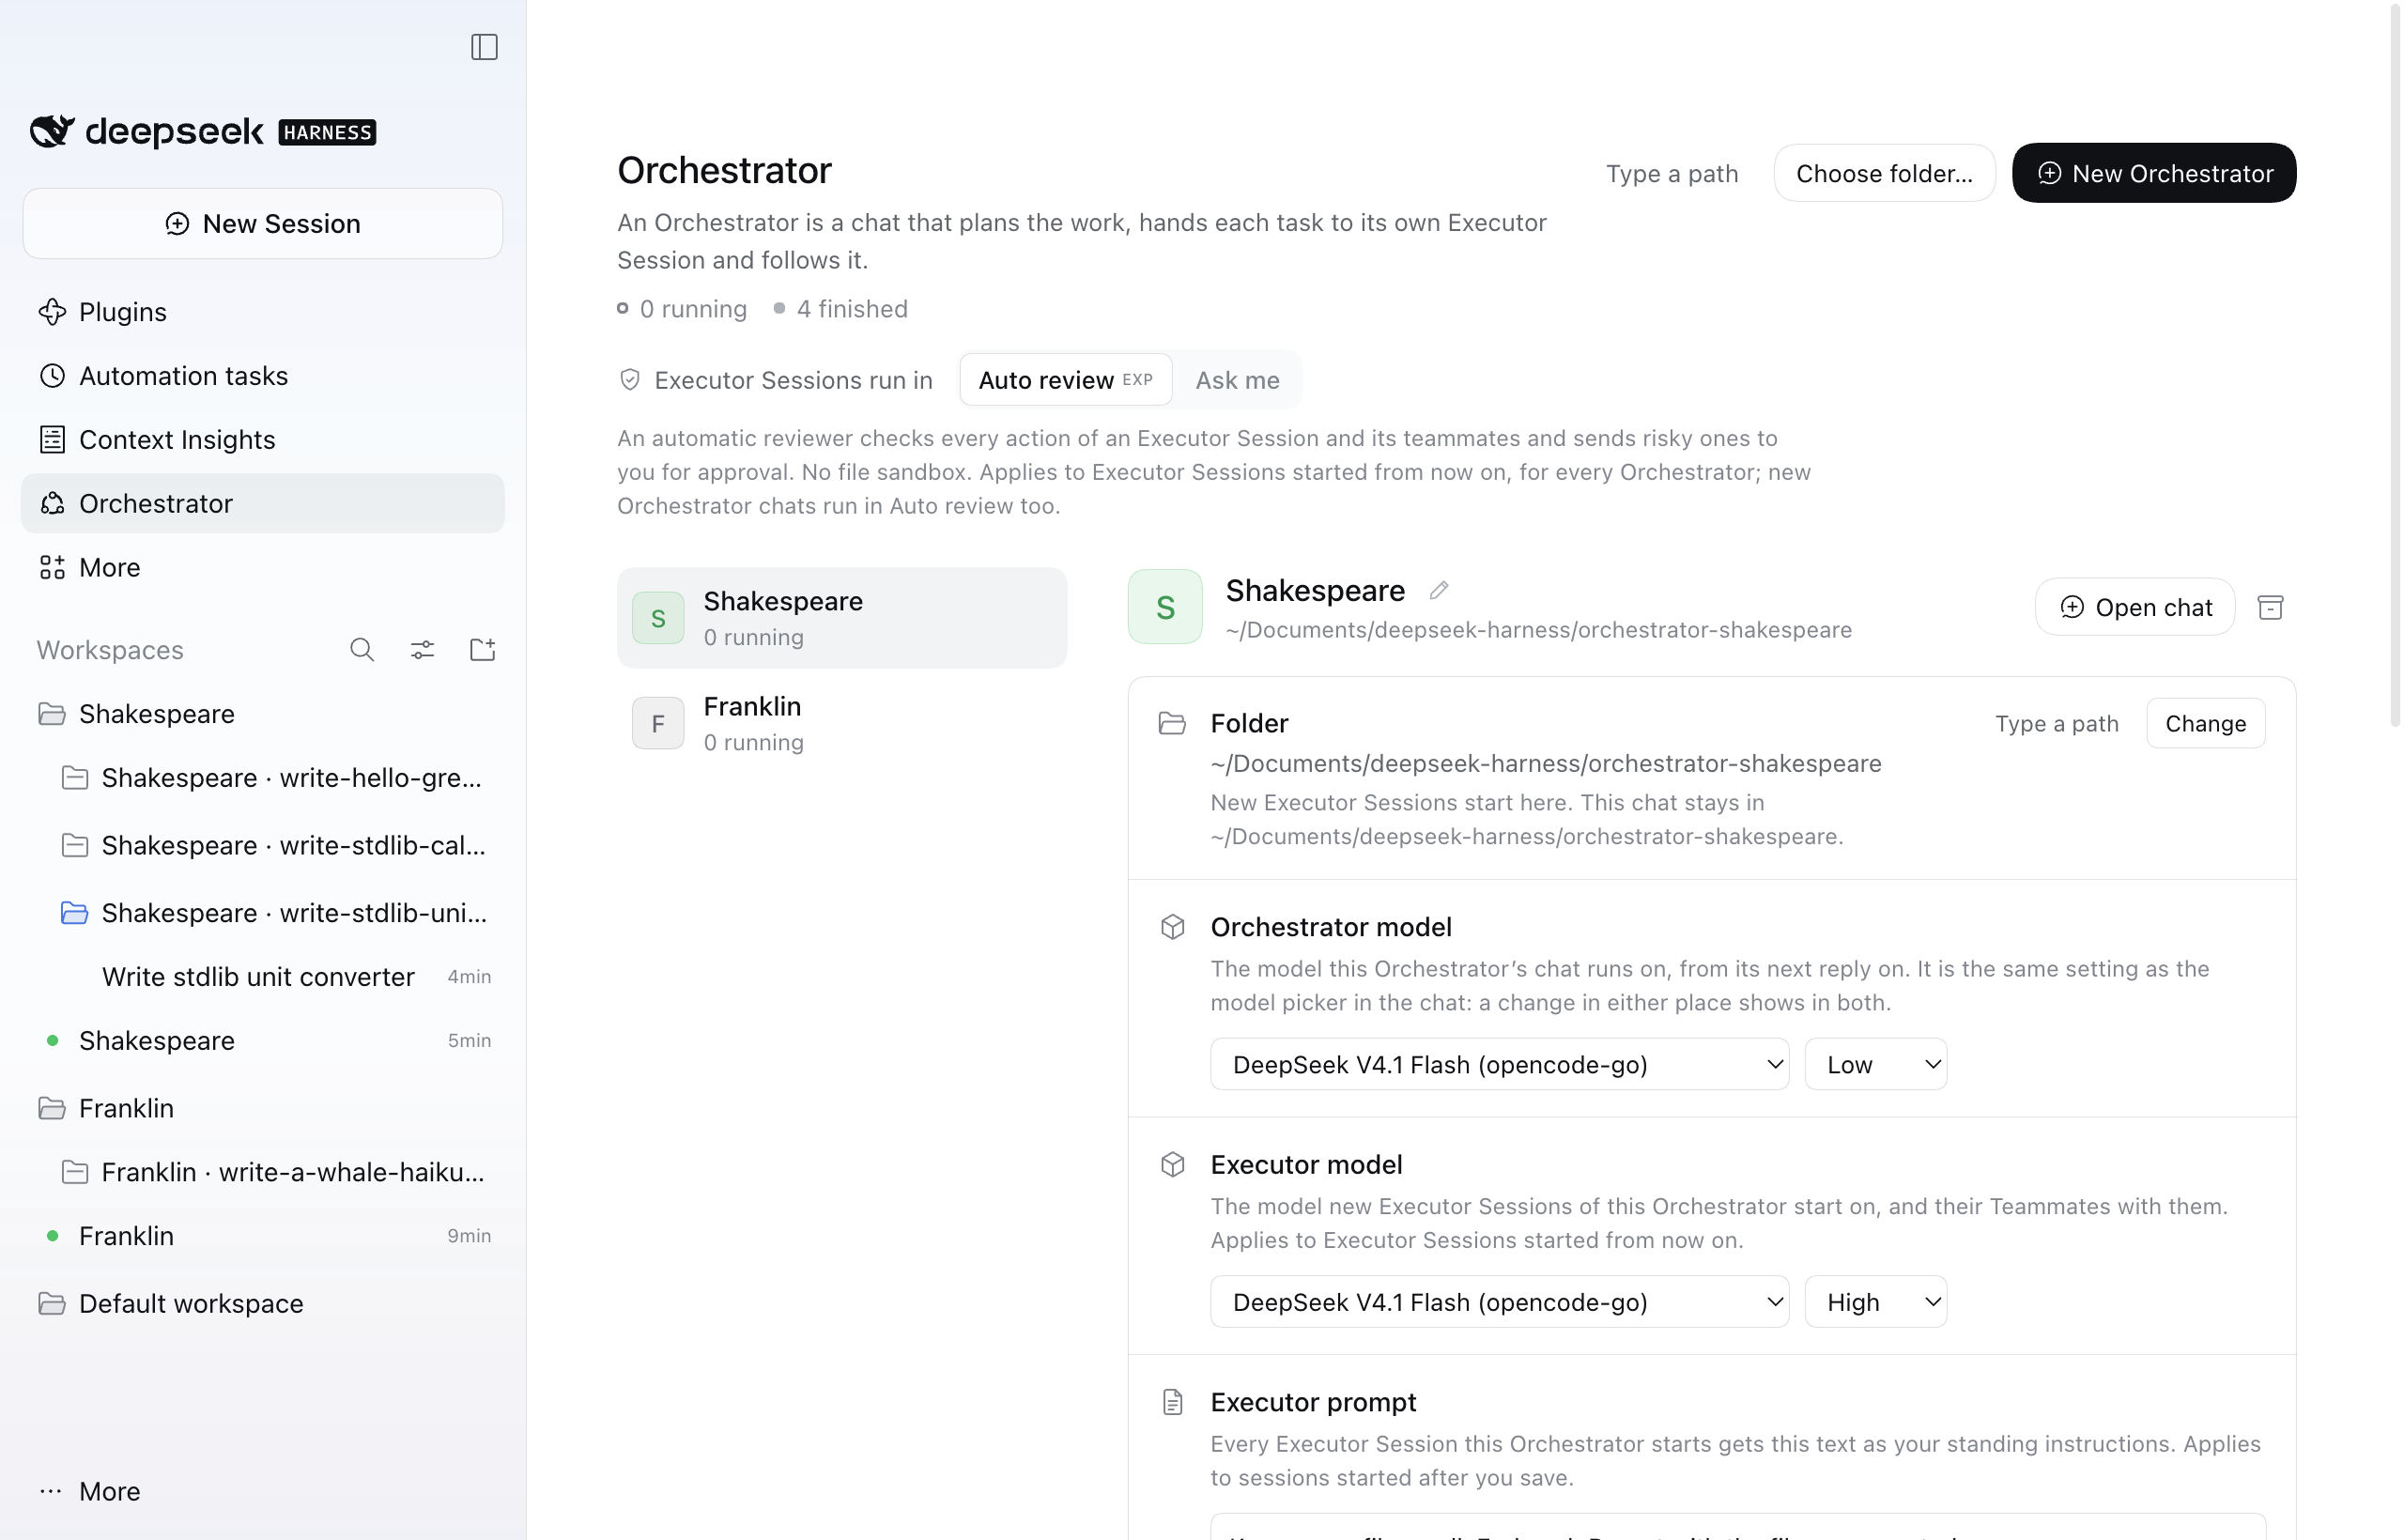 deepseek HARNESS
New Session
Plugins
Automation tasks
Context Insights
Orchestrator
More
Workspaces
Shakespeare
Shakespeare · write-hello-gre...
Shakespeare · write-stdlib-cal...
Shakespeare · write-stdlib-uni...
Write stdlib unit converter 4min
Shakespeare 5min
Franklin
Franklin · write-a-whale-haiku...
Franklin 9min
Default workspace
More
Orchestrator
Type a path Choose folder... New Orchestrator
An Orchestrator is a chat that plans the work, hands each task to its own Executor
Session and follows it.
0 running 4 finished
Executor Sessions run in Auto review EXP Ask me
An automatic reviewer checks every action of an Executor Session and its teammates and sends risky ones to
you for approval. No file sandbox. Applies to Executor Sessions started from now on, for every Orchestrator; new
Orchestrator chats run in Auto review too.
S Shakespeare
0 running
F Franklin
0 running
S Shakespeare
~/Documents/deepseek-harness/orchestrator-shakespeare
Open chat
Folder
Type a path Change
~/Documents/deepseek-harness/orchestrator-shakespeare
New Executor Sessions start here. This chat stays in
~/Documents/deepseek-harness/orchestrator-shakespeare.
Orchestrator model
The model this Orchestrator’s chat runs on, from its next reply on. It is the same setting as the
model picker in the chat: a change in either place shows in both.
DeepSeek V4.1 Flash (opencode-go) Low
Executor model
The model new Executor Sessions of this Orchestrator start on, and their Teammates with them.
Applies to Executor Sessions started from now on.
DeepSeek V4.1 Flash (opencode-go) High
Executor prompt
Every Executor Session this Orchestrator starts gets this text as your standing instructions. Applies
to sessions started after you save.